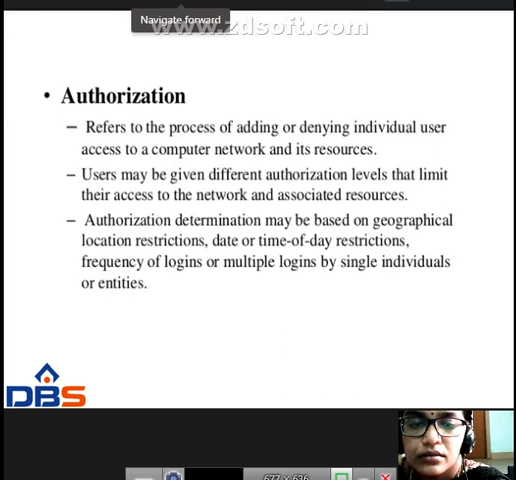 Navigate forward
www.zdsoft.com
• Authorization
– Refers to the process of adding or denying individual user
access to a computer network and its resources.
– Users may be given different authorization levels that limit
their access to the network and associated resources.
– Authorization determination may be based on geographical
location restrictions, date or time-of-day restrictions,
frequency of logins or multiple logins by single individuals
or entities.
DBS
677 × 636